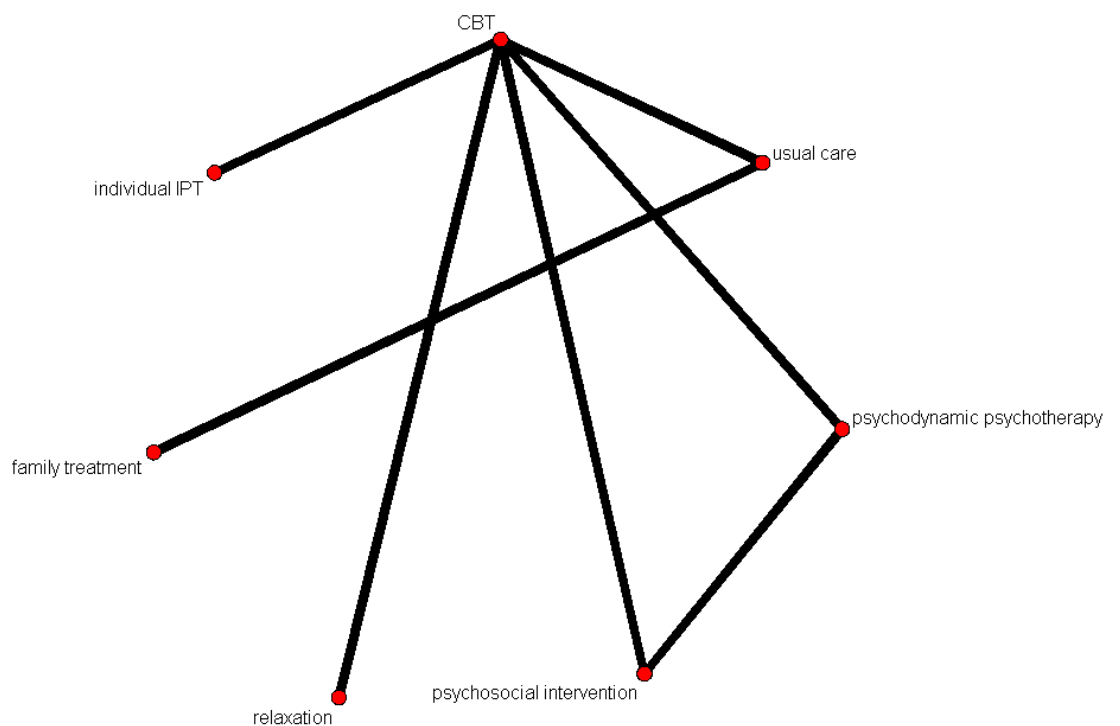 CBT
usual care
individual IPT
psychodynamic psychotherapy
family treatment
psychosocial intervention
relaxation